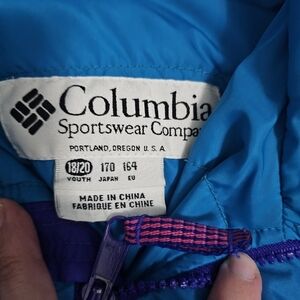 Columbia
Sportswear Compa
PORTLAND, OREGON U.S.A.
18/20 170 164
YOUTH JAPAN EU
MADE IN CHINA
FABRIQUE EN CHINE